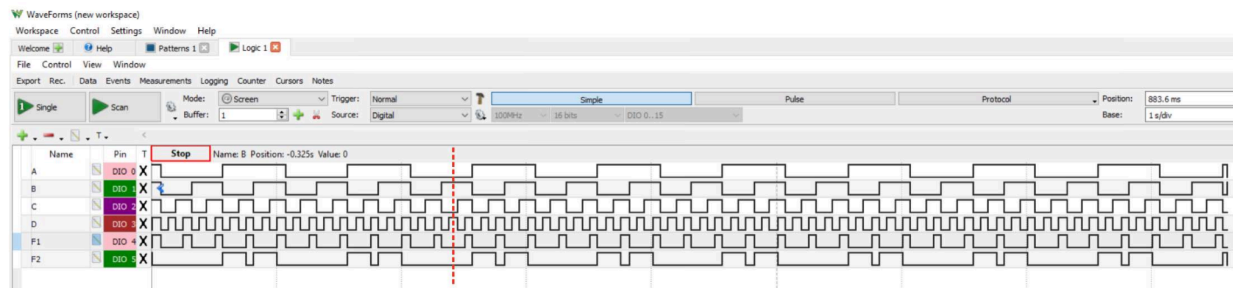 WaveForms (new workspace)
Workspace Control Settings Window Help
Welcome Help Patterns 1 Logic 1
File Control View Window
Export Rec. Data Events Measurements Logging Counter Cursors Notes
Single Scan Mode: Screen Trigger: Normal Simple Pulse Protocol Position: 883.6 ms
Buffer: 1 Source: Digital 100MHz 16 bits DIO 0...15 Base: 1 s/div
T
Name Pin T Stop Name: B Position: -0.325s Value: 0
A DIO 0 X
B DIO 1 X
C DIO 2 X
D DIO 3 X
F1 DIO 4 X
F2 DIO 5 X